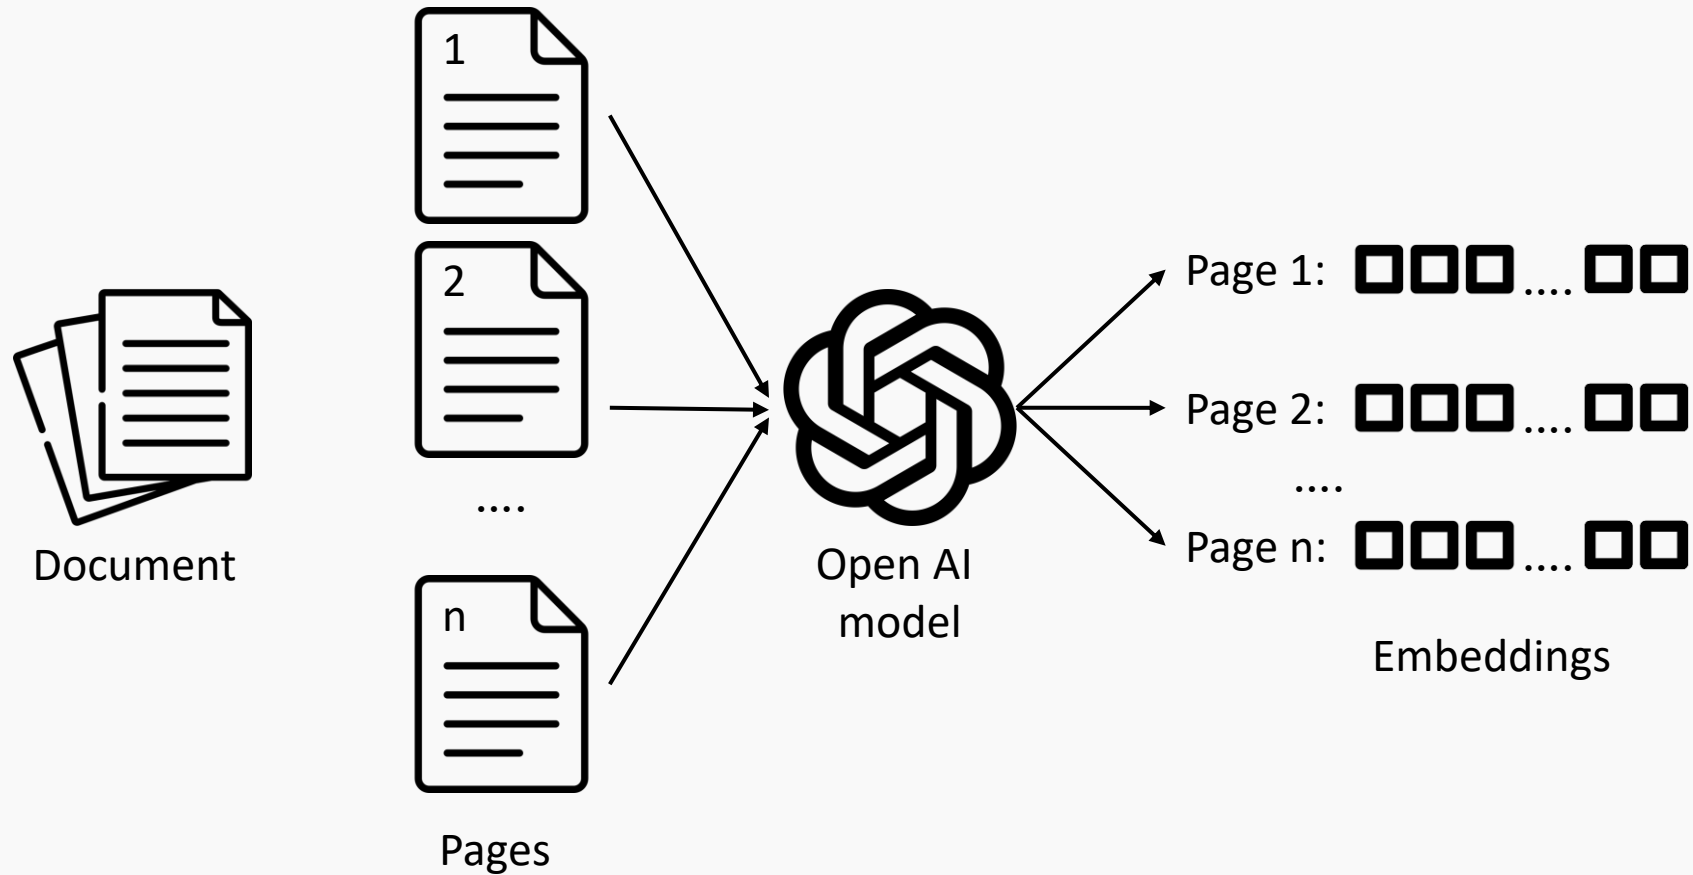 Document
1
2
....
n
Pages
Open AI
model
Page 1:
....
Page 2:
....
....
Page n:
....
Embeddings